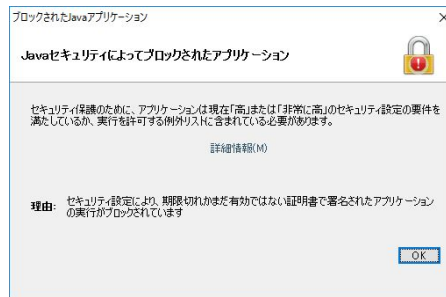 ブロックされたJavaアプリケーション
Javaセキュリティによってブロックされたアプリケーション
セキュリティ保護のために、アプリケーションは現在「高」または「非常に高」のセキュリティ設定の要件を
満たしているか、実行を許可する例外リストに含まれている必要があります。
詳細情報(M)
理由: セキュリティ設定により、期限切れかまだ有効ではない証明書で署名されたアプリケーション
の実行がブロックされています
OK